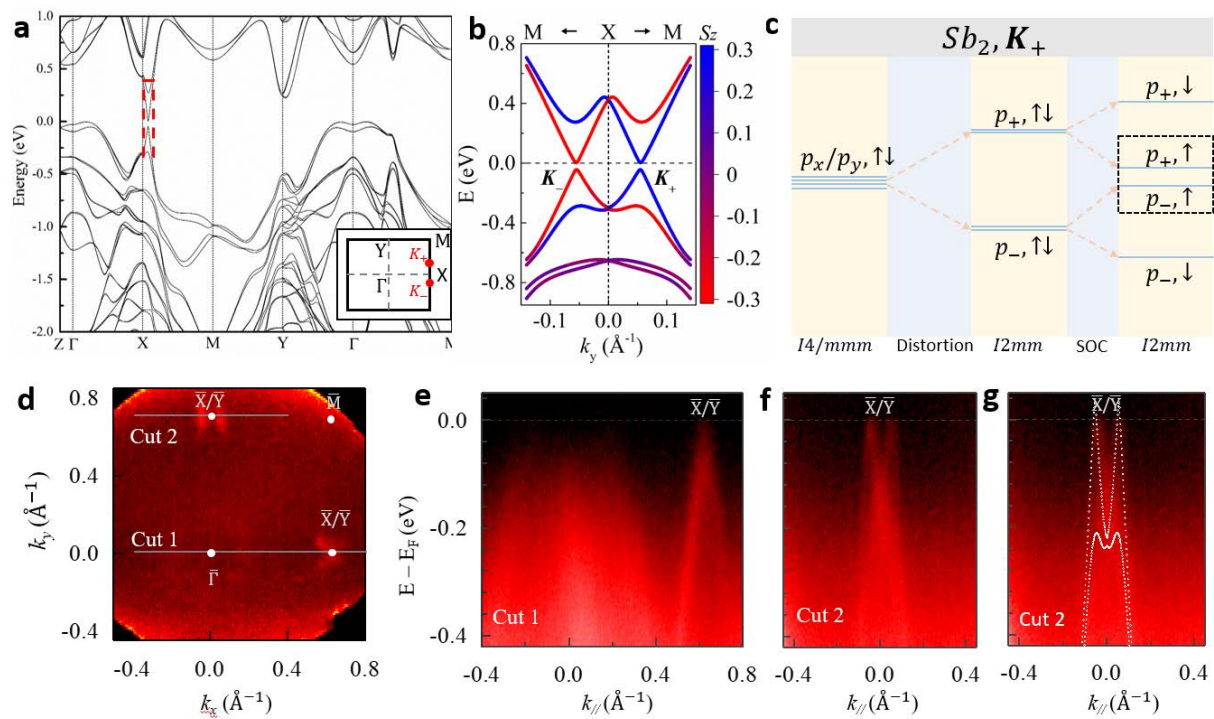 a
1.0
0.5
0.0
-0.5
-1.0
-1.5
-2.0
Energy (eV)
Z Γ X M Y Γ M
Y M
K₊
X
Γ K₋
b
M ← X → M
Sz
0.8
0.4
0.0
-0.4
-0.8
E (eV)
K₋ K₊
-0.1 0.0 0.1
k_y (Å⁻¹)
0.3
0.2
0.1
0
-0.1
-0.2
-0.3
c
Sb₂, K₊
pₓ/p_y, ↑↓
p₊, ↑↓
p₋, ↑↓
p₊, ↓
p₊, ↑
p₋, ↑
p₋, ↓
I4/mmm Distortion I2mm SOC I2mm
d
0.8
0.4
0.0
-0.4
k_y (Å⁻¹)
X̄/Ȳ M̄
Cut 2
X̄/Ȳ
Cut 1
Γ̄
-0.4 0.0 0.4 0.8
kₓ (Å⁻¹)
e
0.0
-0.2
-0.4
E − E_F (eV)
X̄/Ȳ
Cut 1
-0.4 0.0 0.4 0.8
k// (Å⁻¹)
f
X̄/Ȳ
Cut 2
-0.4 0.0 0.4
k// (Å⁻¹)
g
X̄/Ȳ
Cut 2
-0.4 0.0 0.4
k// (Å⁻¹)